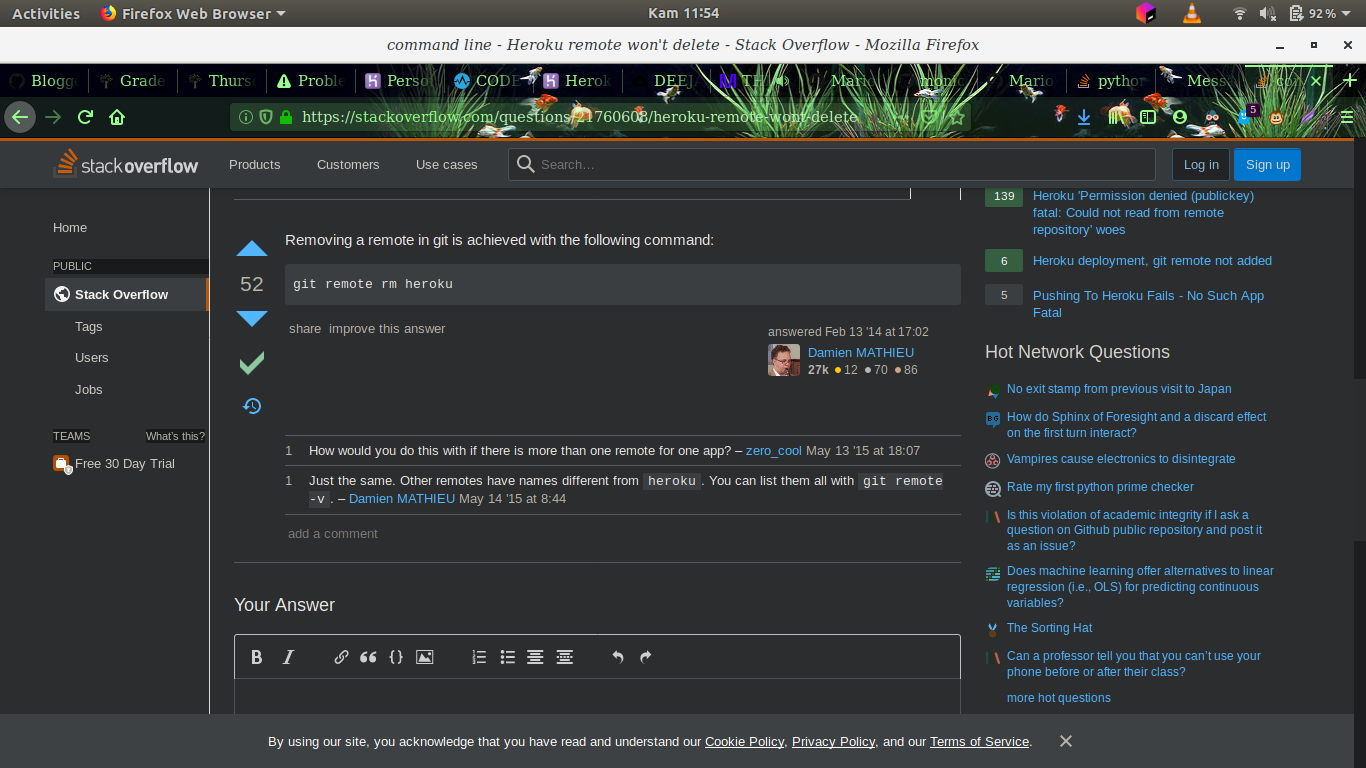 Activities Firefox Web Browser Kam 11:54 92%
command line - Heroku remote won't delete - Stack Overflow - Mozilla Firefox
Blogg Grade Thurs Proble Perso CODE Herok DEEJ Mario Mario python Mess
https://stackoverflow.com/questions/21760608/heroku-remote-wont-delete 5
stackoverflow Products Customers Use cases Search… Log in Sign up
Home
PUBLIC
Stack Overflow
Tags
Users
Jobs
TEAMS What's this?
Free 30 Day Trial
Removing a remote in git is achieved with the following command:
52
git remote rm heroku
share improve this answer
answered Feb 13 '14 at 17:02
Damien MATHIEU
27k 12 70 86
1 How would you do this with if there is more than one remote for one app? – zero_cool May 13 '15 at 18:07
1 Just the same. Other remotes have names different from heroku. You can list them all with git remote
-v. – Damien MATHIEU May 14 '15 at 8:44
add a comment
Your Answer
B I
139 Heroku 'Permission denied (publickey)
fatal: Could not read from remote
repository' woes
6 Heroku deployment, git remote not added
5 Pushing To Heroku Fails - No Such App
Fatal
Hot Network Questions
No exit stamp from previous visit to Japan
How do Sphinx of Foresight and a discard effect
on the first turn interact?
Vampires cause electronics to disintegrate
Rate my first python prime checker
Is this violation of academic integrity if I ask a
question on Github public repository and post it
as an issue?
Does machine learning offer alternatives to linear
regression (i.e., OLS) for predicting continuous
variables?
The Sorting Hat
Can a professor tell you that you can't use your
phone before or after their class?
more hot questions
By using our site, you acknowledge that you have read and understand our Cookie Policy, Privacy Policy, and our Terms of Service.